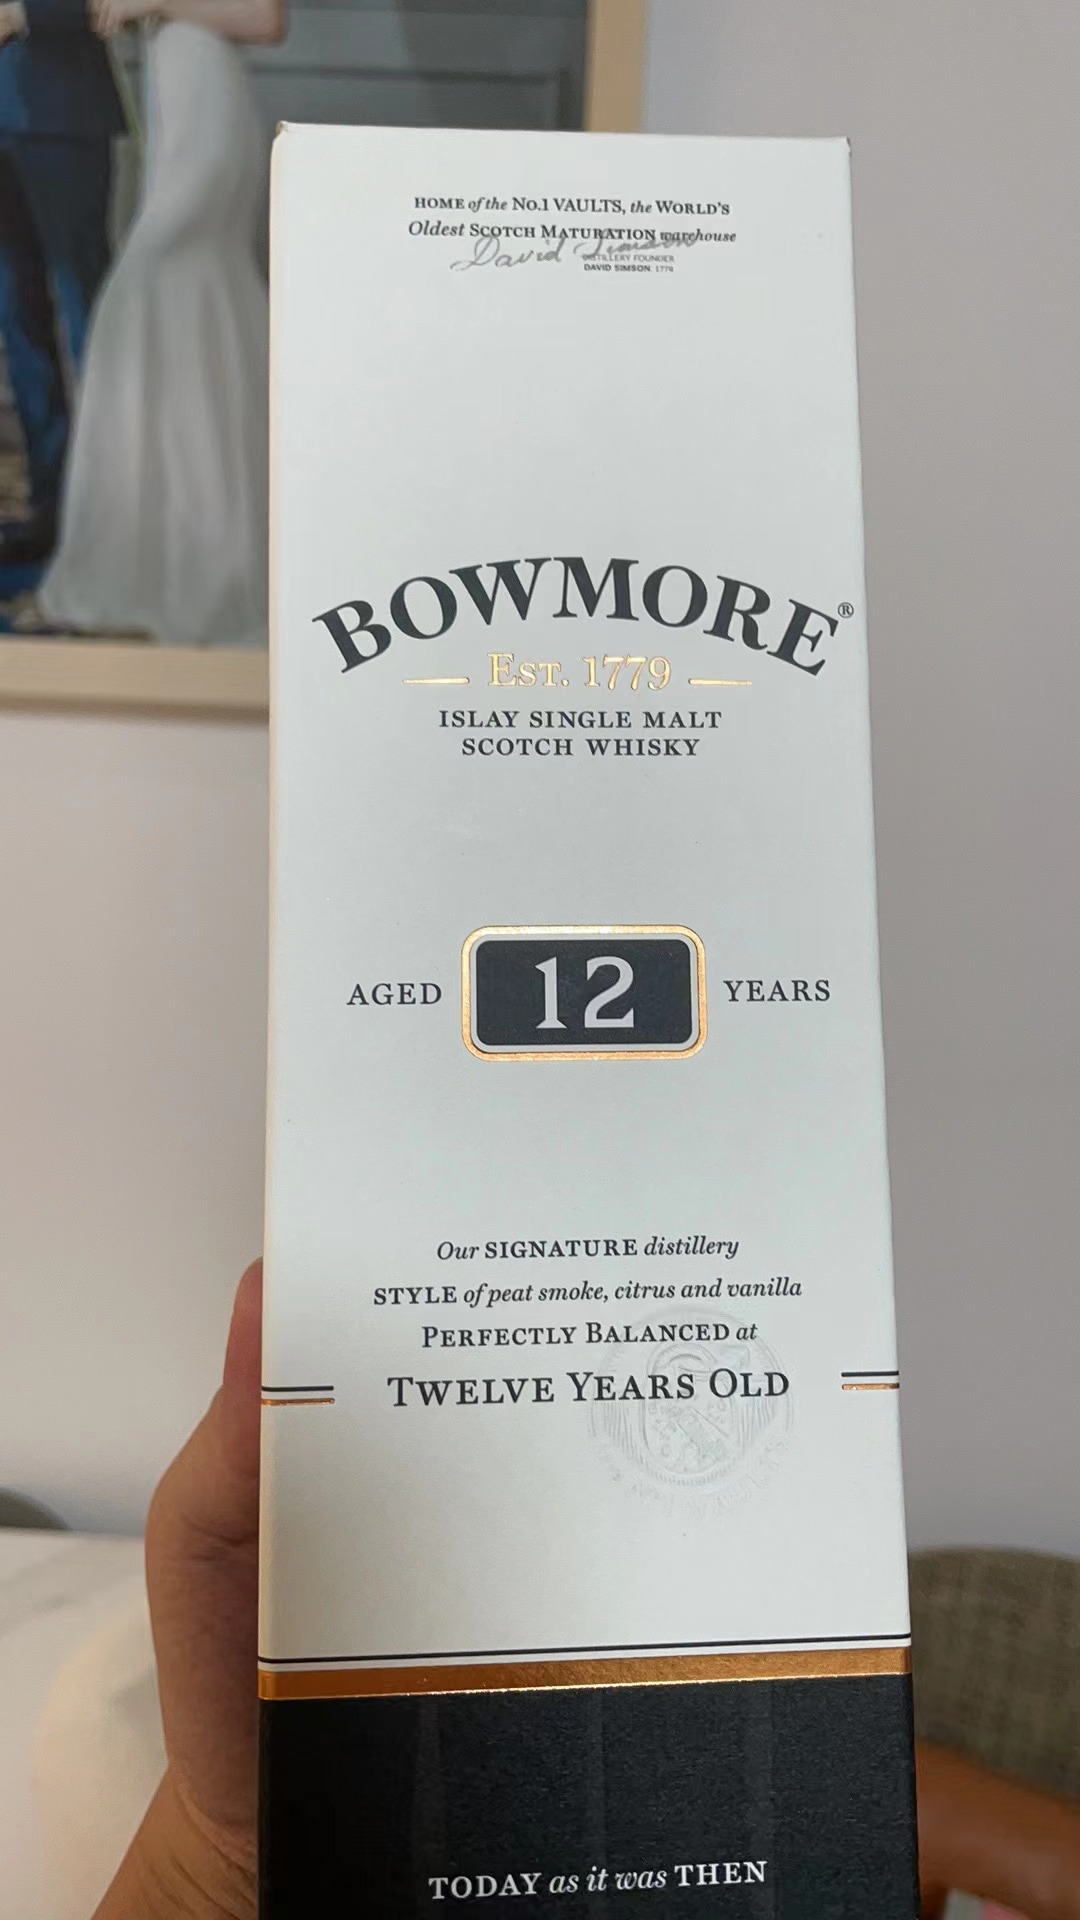 HOME of the No.1 VAULTS, the WORLD'S
Oldest SCOTCH MATURATION warehouse
David Simson
DISTILLERY FOUNDER
DAVID SIMSON. 1779
BOWMORE®
EST. 1779
ISLAY SINGLE MALT
SCOTCH WHISKY
AGED 12 YEARS
Our SIGNATURE distillery
STYLE of peat smoke, citrus and vanilla
PERFECTLY BALANCED at
TWELVE YEARS OLD
TODAY as it was THEN